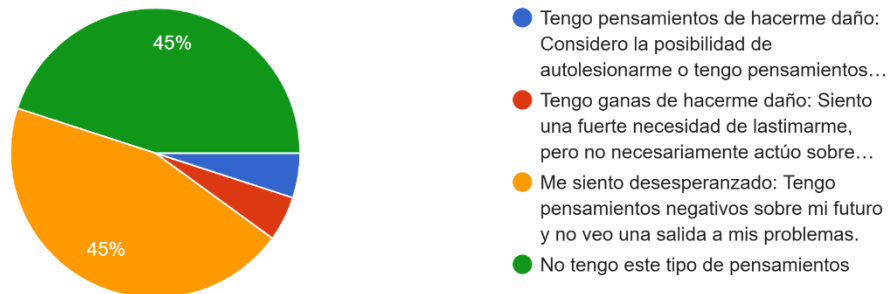 45%
45%
Tengo pensamientos de hacerme daño:
Considero la posibilidad de
autolesionarme o tengo pensamientos…
Tengo ganas de hacerme daño: Siento
una fuerte necesidad de lastimarme,
pero no necesariamente actúo sobre…
Me siento desesperanzado: Tengo
pensamientos negativos sobre mi futuro
y no veo una salida a mis problemas.
No tengo este tipo de pensamientos